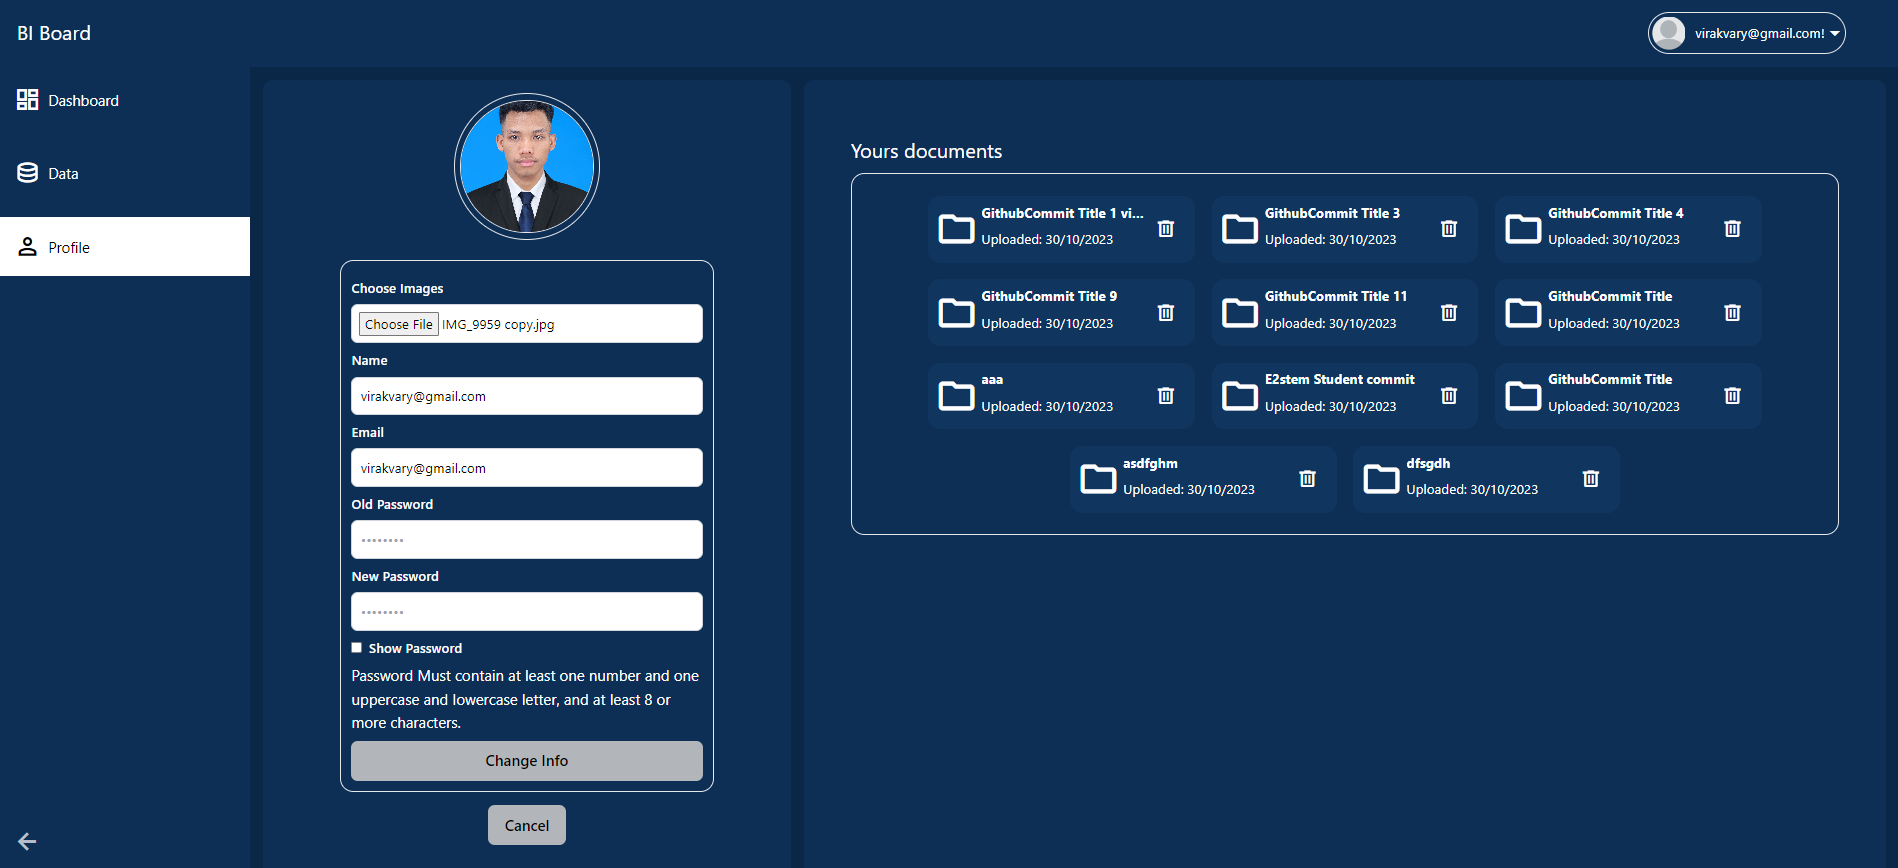 BI Board
virakvary@gmail.com!
Dashboard
Data
Profile
Choose Images
Choose File IMG_9959 copy.jpg
Name
virakvary@gmail.com
Email
virakvary@gmail.com
Old Password
••••••••
New Password
••••••••
Show Password
Password Must contain at least one number and one
uppercase and lowercase letter, and at least 8 or
more characters.
Change Info
Cancel
Yours documents
GithubCommit Title 1 vi...
Uploaded: 30/10/2023
GithubCommit Title 3
Uploaded: 30/10/2023
GithubCommit Title 4
Uploaded: 30/10/2023
GithubCommit Title 9
Uploaded: 30/10/2023
GithubCommit Title 11
Uploaded: 30/10/2023
GithubCommit Title
Uploaded: 30/10/2023
aaa
Uploaded: 30/10/2023
E2stem Student commit
Uploaded: 30/10/2023
GithubCommit Title
Uploaded: 30/10/2023
asdfghm
Uploaded: 30/10/2023
dfsgdh
Uploaded: 30/10/2023